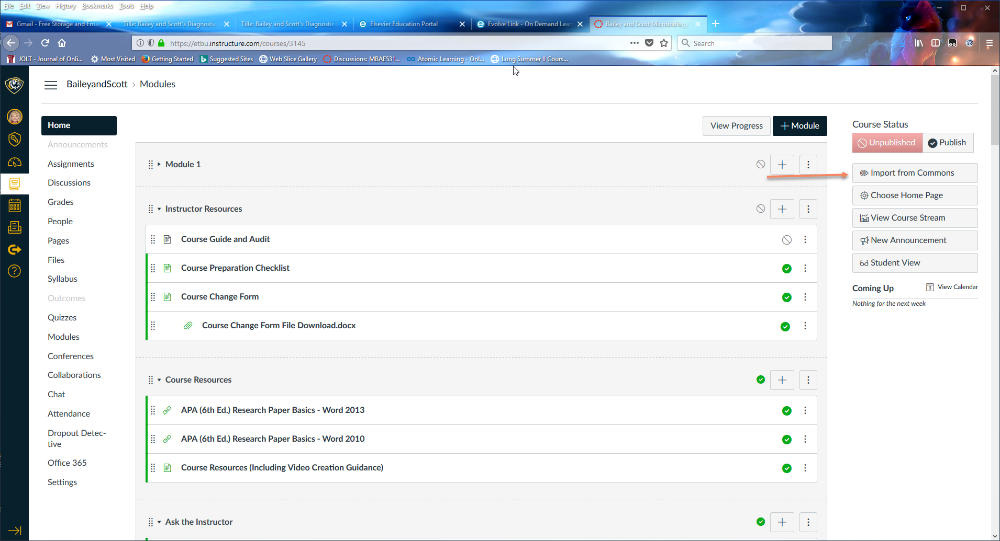 File Edit View History Bookmarks Tools Help
Gmail - Free Storage and Email
Tille: Bailey and Scott's Diagnostic
Tille: Bailey and Scott's Diagnostic
Elsevier Education Portal
Evolve Link - On Demand Lear
Bailey and Scott Microbiology
https://etbu.instructure.com/courses/3145
Search
JOLT - Journal of Onli... Most Visited Getting Started Suggested Sites Web Slice Gallery Discussions: MBAE531... Atomic Learning - Onl... Long Summer II Cours...
BaileyandScott › Modules
Home
Announcements
Assignments
Discussions
Grades
People
Pages
Files
Syllabus
Outcomes
Quizzes
Modules
Conferences
Collaborations
Chat
Attendance
Dropout Detec-
tive
Office 365
Settings
View Progress
+ Module
Module 1
Instructor Resources
Course Guide and Audit
Course Preparation Checklist
Course Change Form
Course Change Form File Download.docx
Course Resources
APA (6th Ed.) Research Paper Basics - Word 2013
APA (6th Ed.) Research Paper Basics - Word 2010
Course Resources (Including Video Creation Guidance)
Ask the Instructor
Course Status
Unpublished
Publish
Import from Commons
Choose Home Page
View Course Stream
New Announcement
Student View
Coming Up
3 View Calendar
Nothing for the next week